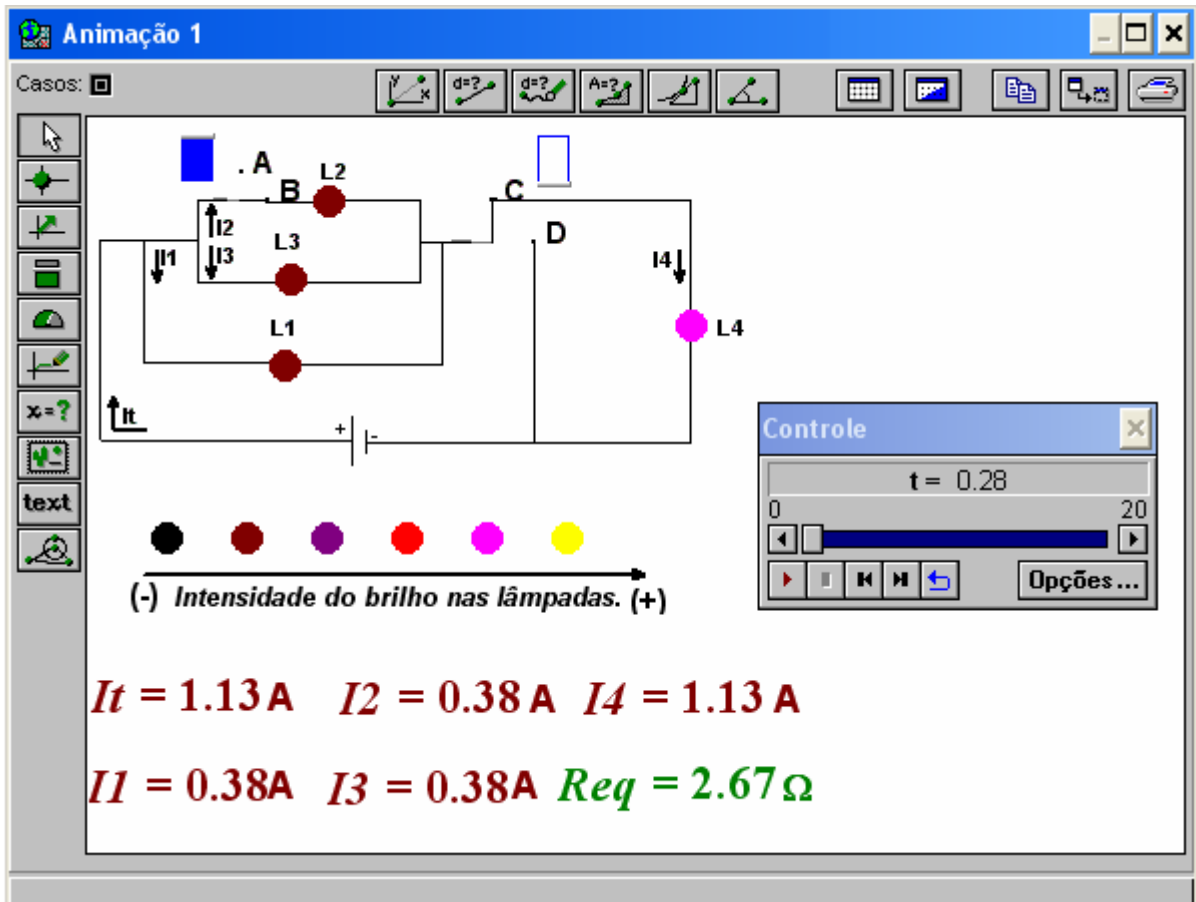 Animação 1
Casos:
y x d=? d=? A=?
. A
L2
B
C
I2
D
I1
I3
L3
I4
L1
L4
It
+ -
x=?
text
Controle
t = 0.28
0 20
Opções...
(-) Intensidade do brilho nas lâmpadas. (+)
It = 1.13 A I2 = 0.38 A I4 = 1.13 A
I1 = 0.38A I3 = 0.38A Req = 2.67 Ω